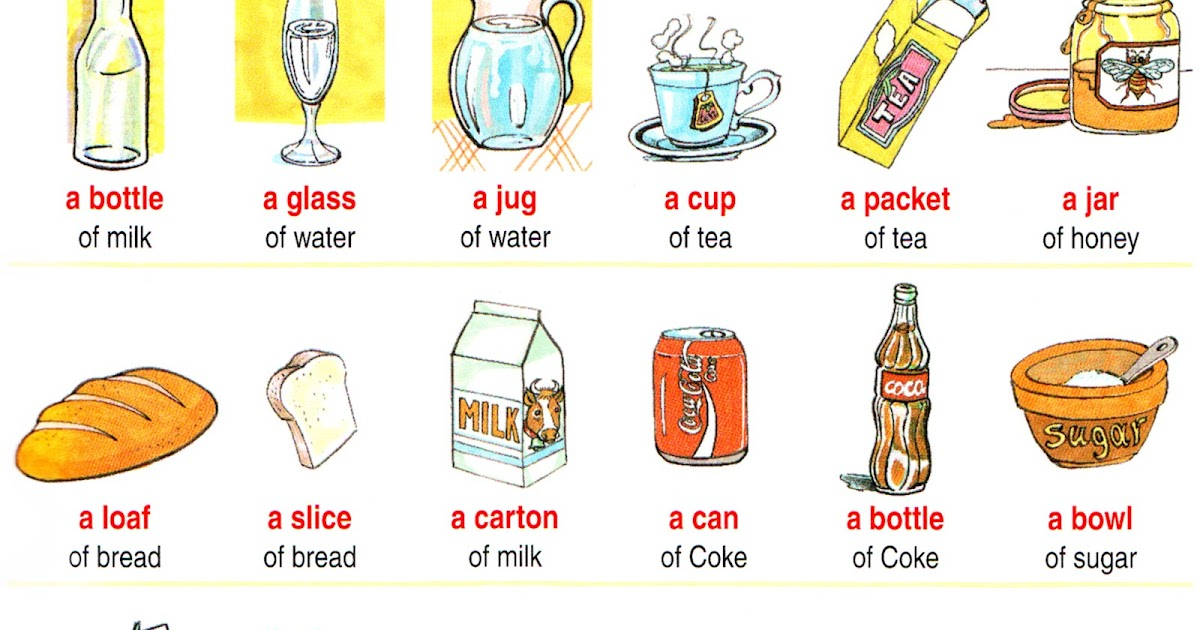 TEA
a bottle
of milk
a glass
of water
a jug
of water
a cup
of tea
a packet
of tea
a jar
of honey
MILK
Coca-Cola
Coke
COCA
sugar
a loaf
of bread
a slice
of bread
a carton
of milk
a can
of Coke
a bottle
of Coke
a bowl
of sugar